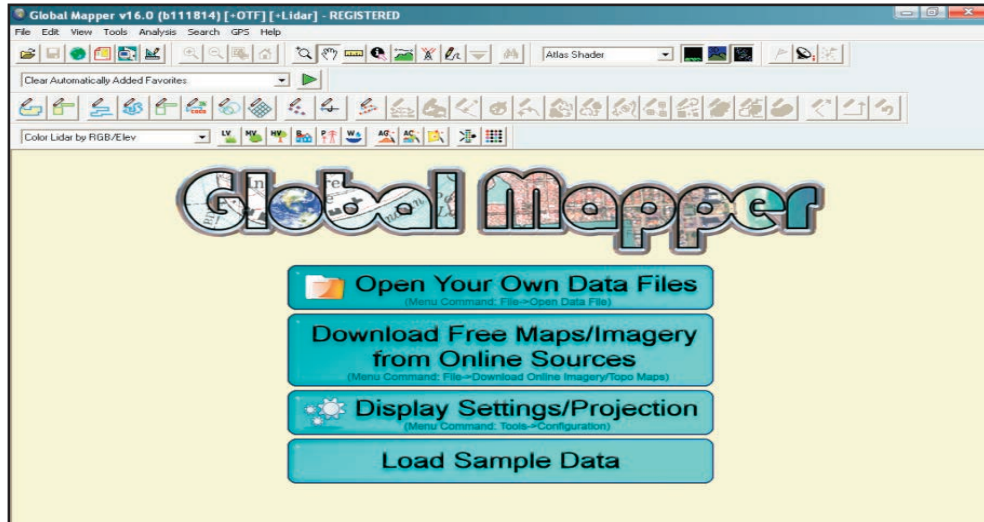 Global Mapper v16.0 (b111814) [+OTF] [+Lidar] - REGISTERED
File Edit View Tools Analysis Search GPS Help
Atlas Shader
Clear Automatically Added Favorites
Color Lidar by RGB/Elev
LV MV HV
Global Mapper
Open Your Own Data Files
(Menu Command: File->Open Data File)
Download Free Maps/Imagery
from Online Sources
(Menu Command: File->Download Online Imagery/Topo Maps)
Display Settings/Projection
(Menu Command: Tools->Configuration)
Load Sample Data